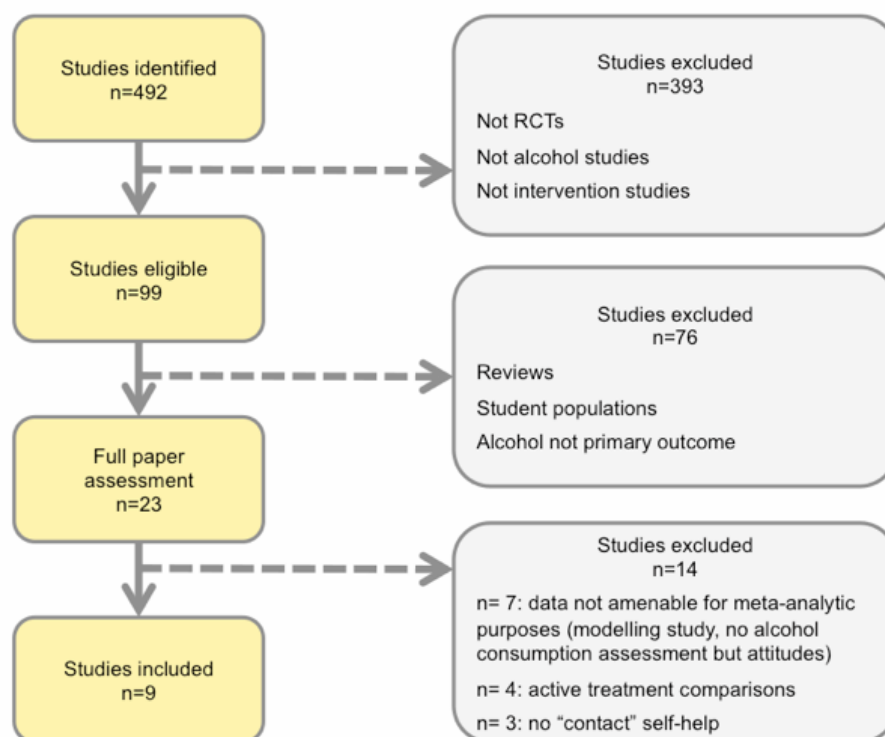 Studies identified
n=492
Studies excluded
n=393
Not RCTs
Not alcohol studies
Not intervention studies
Studies eligible
n=99
Studies excluded
n=76
Reviews
Student populations
Alcohol not primary outcome
Full paper
assessment
n=23
Studies excluded
n=14
n= 7: data not amenable for meta-analytic
purposes (modelling study, no alcohol
consumption assessment but attitudes)
n= 4: active treatment comparisons
n= 3: no “contact” self-help
Studies included
n=9